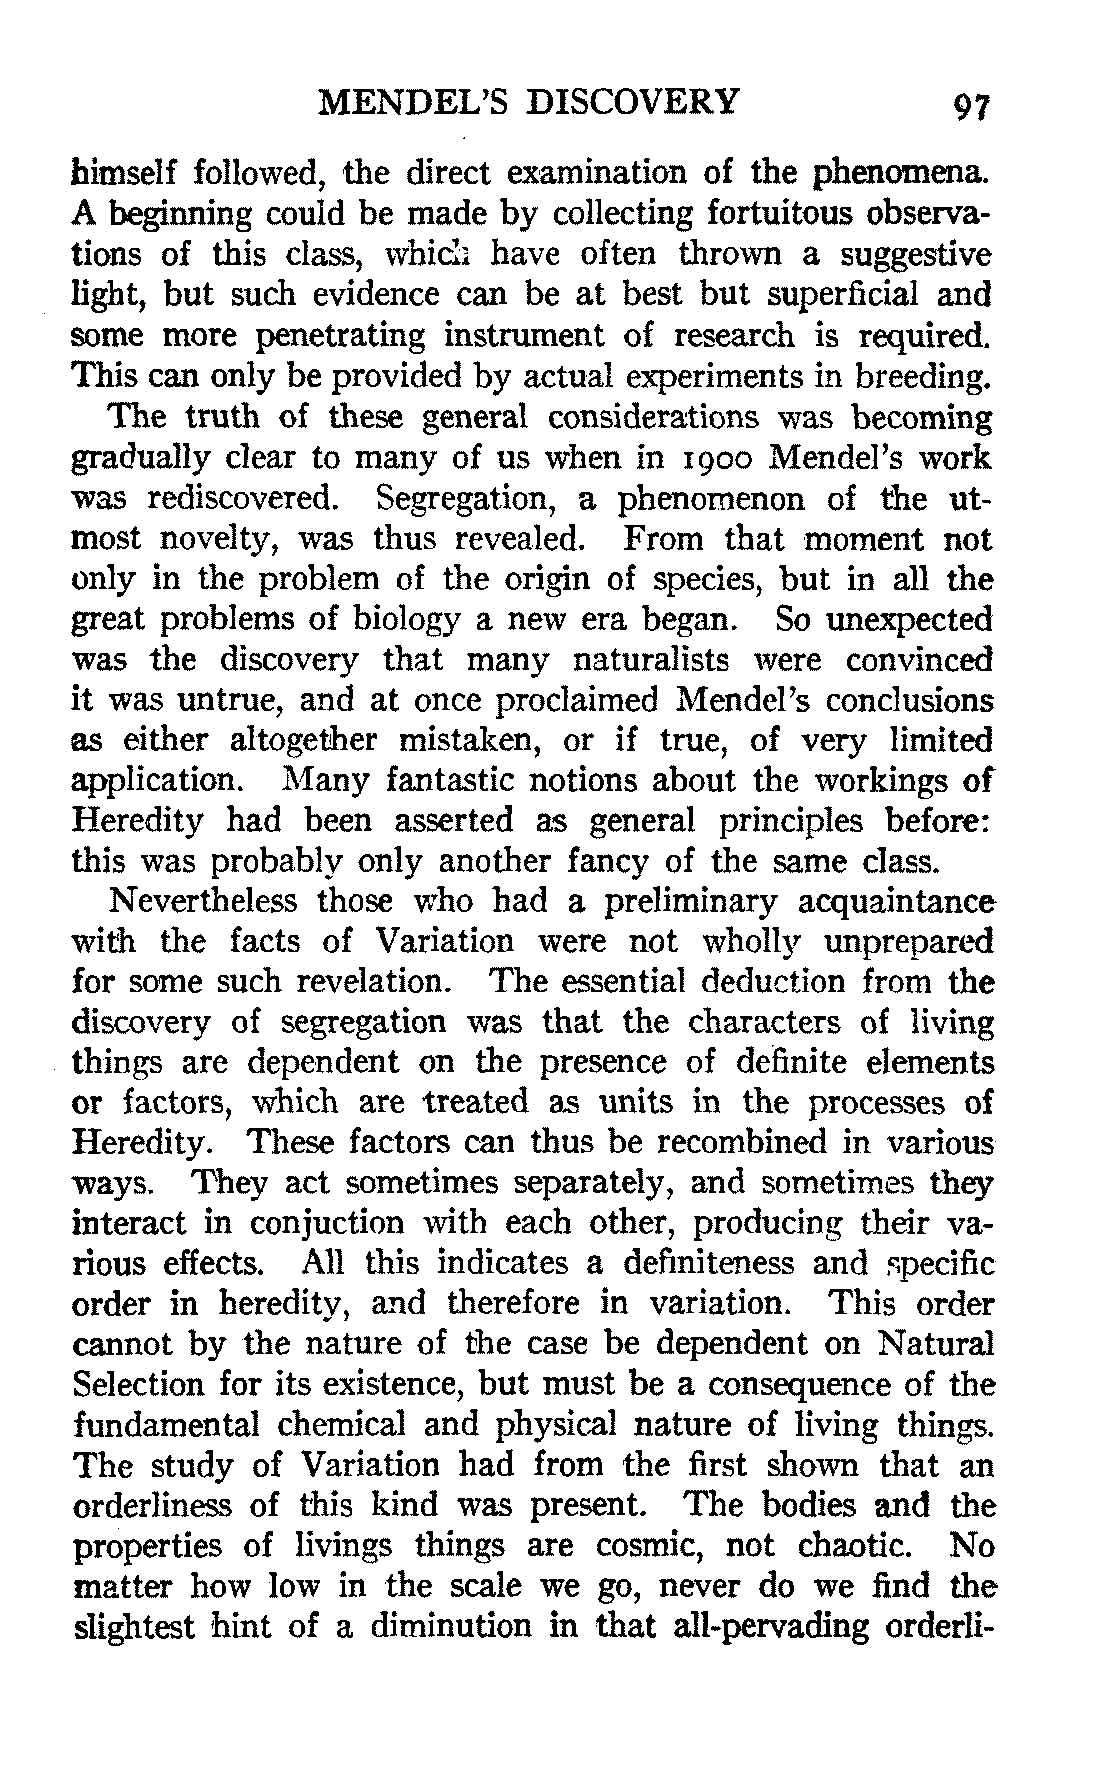 MENDEL'S DISCOVERY 97
himself followed, the direct examination of the phenomena.
A beginning could be made by collecting fortuitous observa-
tions of this class, which have often thrown a suggestive
light, but such evidence can be at best but superficial and
some more penetrating instrument of research is required.
This can only be provided by actual experiments in breeding.
The truth of these general considerations was becoming
gradually clear to many of us when in 1900 Mendel's work
was rediscovered. Segregation, a phenomenon of the ut-
most novelty, was thus revealed. From that moment not
only in the problem of the origin of species, but in all the
great problems of biology a new era began. So unexpected
was the discovery that many naturalists were convinced
it was untrue, and at once proclaimed Mendel's conclusions
as either altogether mistaken, or if true, of very limited
application. Many fantastic notions about the workings of
Heredity had been asserted as general principles before:
this was probably only another fancy of the same class.
Nevertheless those who had a preliminary acquaintance
with the facts of Variation were not wholly unprepared
for some such revelation. The essential deduction from the
discovery of segregation was that the characters of living
things are dependent on the presence of definite elements
or factors, which are treated as units in the processes of
Heredity. These factors can thus be recombined in various
ways. They act sometimes separately, and sometimes they
interact in conjuction with each other, producing their va-
rious effects. All this indicates a definiteness and specific
order in heredity, and therefore in variation. This order
cannot by the nature of the case be dependent on Natural
Selection for its existence, but must be a consequence of the
fundamental chemical and physical nature of living things.
The study of Variation had from the first shown that an
orderliness of this kind was present. The bodies and the
properties of livings things are cosmic, not chaotic. No
matter how low in the scale we go, never do we find the
slightest hint of a diminution in that all-pervading orderli-